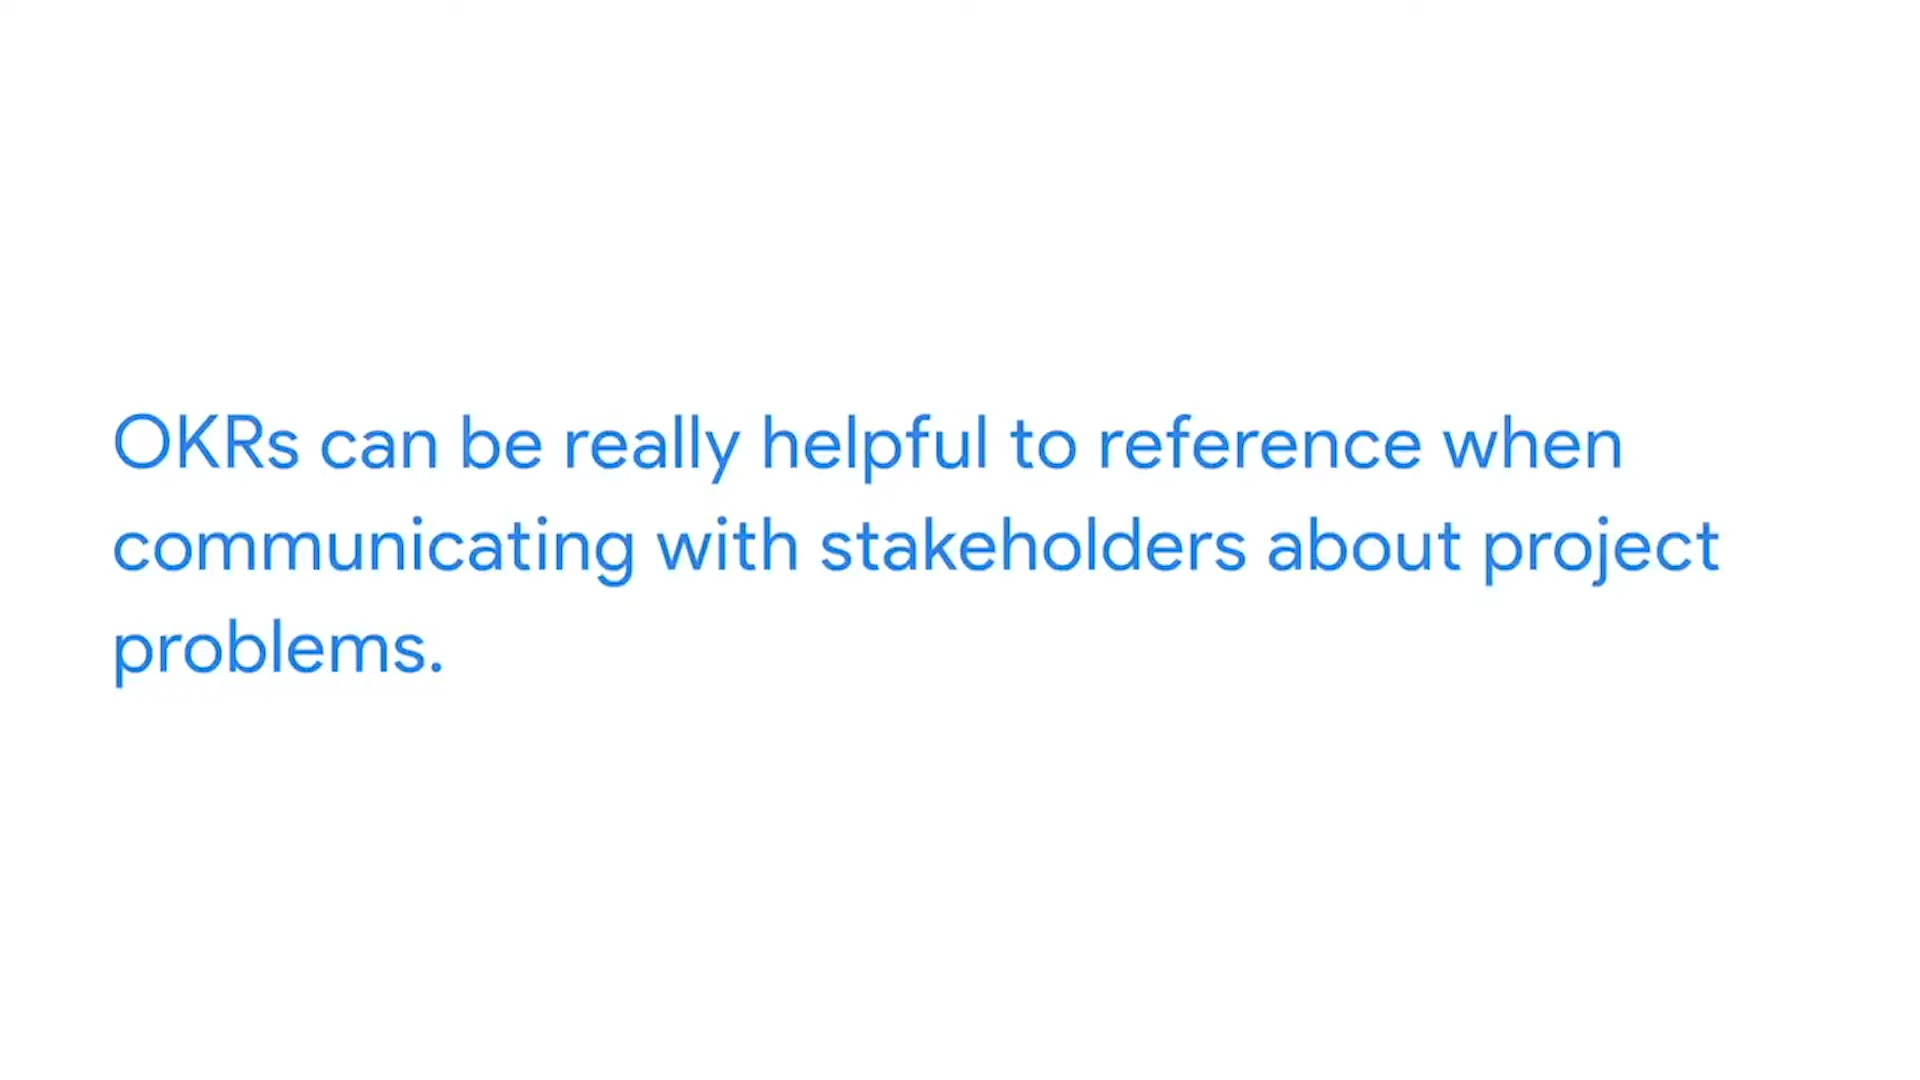 OKRs can be really helpful to reference when
communicating with stakeholders about project
problems.